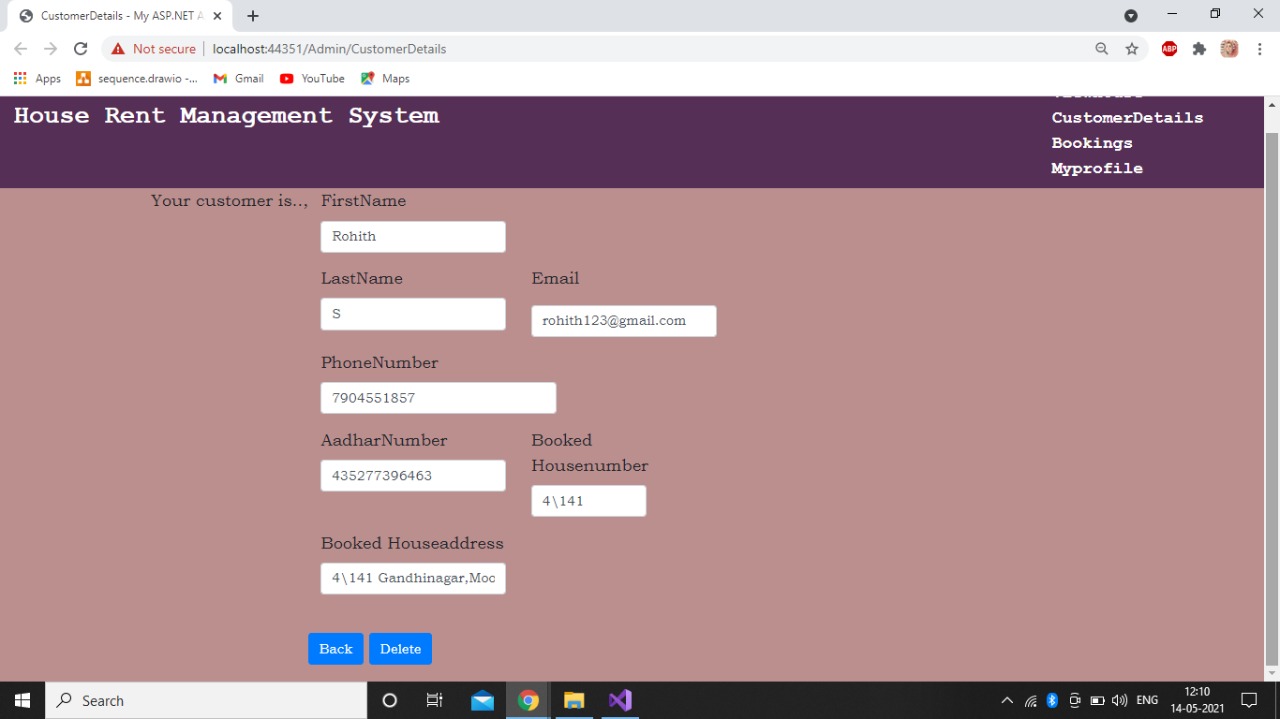 CustomerDetails - My ASP.NET A
Not secure localhost:44351/Admin/CustomerDetails
ABP
Apps sequence.drawio -... Gmail YouTube Maps
House Rent Management System
CustomerDetails
Bookings
Myprofile
Your customer is.., FirstName
Rohith
LastName Email
S rohith123@gmail.com
PhoneNumber
7904551857
AadharNumber Booked
Housenumber
435277396463
4\141
Booked Houseaddress
4\141 Gandhinagar,Moo
Back Delete
Search
ENG
12:10
14-05-2021